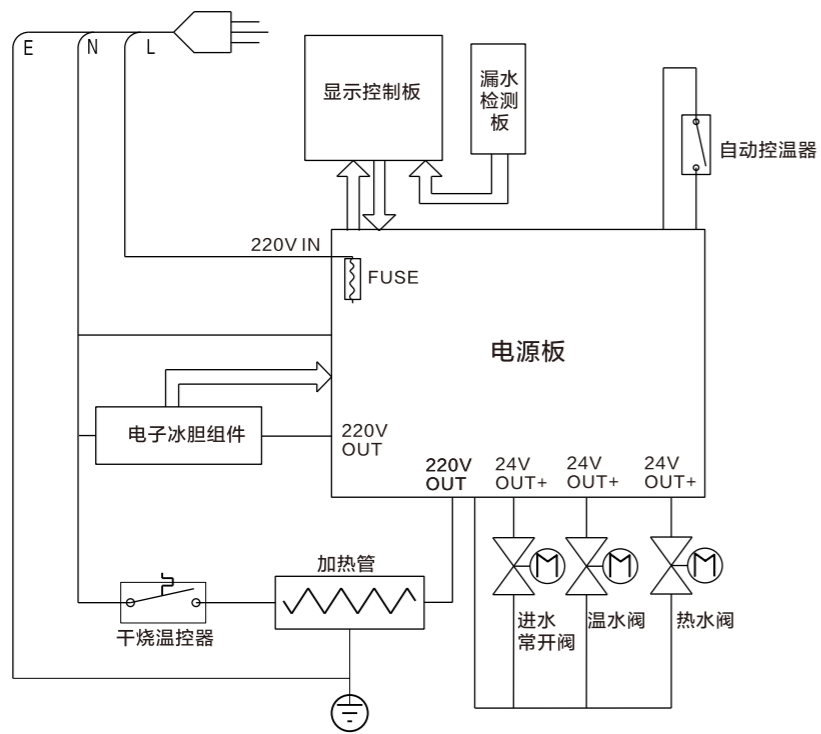 E
N
L
显示控制板
漏水
检测
板
自动控温器
220V IN
FUSE
电源板
电子冰胆组件
220V
OUT
220V
OUT
24V
OUT+
24V
OUT+
24V
OUT+
M
M
M
加热管
干烧温控器
进水
常开阀
温水阀
热水阀